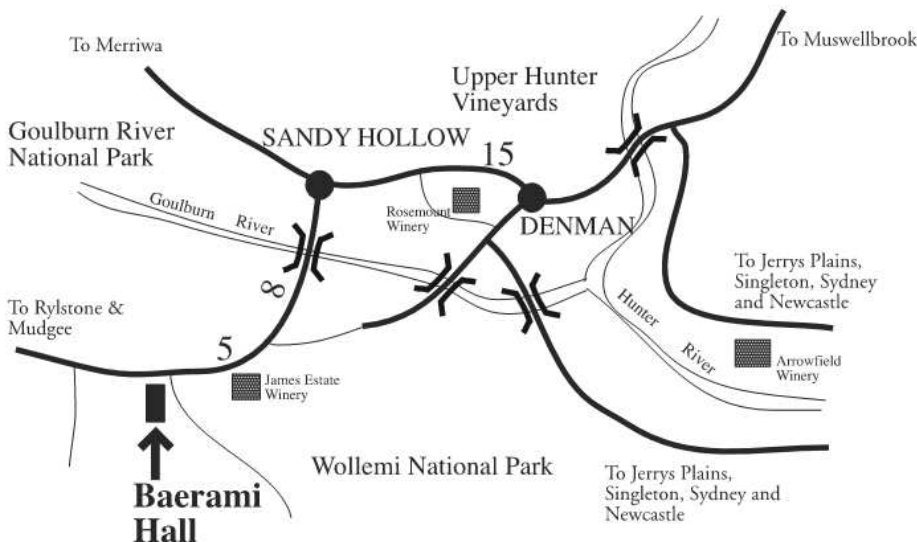 To Merriwa
To Muswellbrook
Upper Hunter
Vineyards
Goulburn River
National Park
SANDY HOLLOW
15
Goulburn River
Rosemount
Winery
DENMAN
To Jerrys Plains,
Singleton, Sydney
and Newcastle
8
To Rylstone &
Mudgee
Hunter
River
5
Arrowfield
Winery
James Estate
Winery
Wollemi National Park
To Jerrys Plains,
Singleton, Sydney and
Newcastle
Baerami
Hall